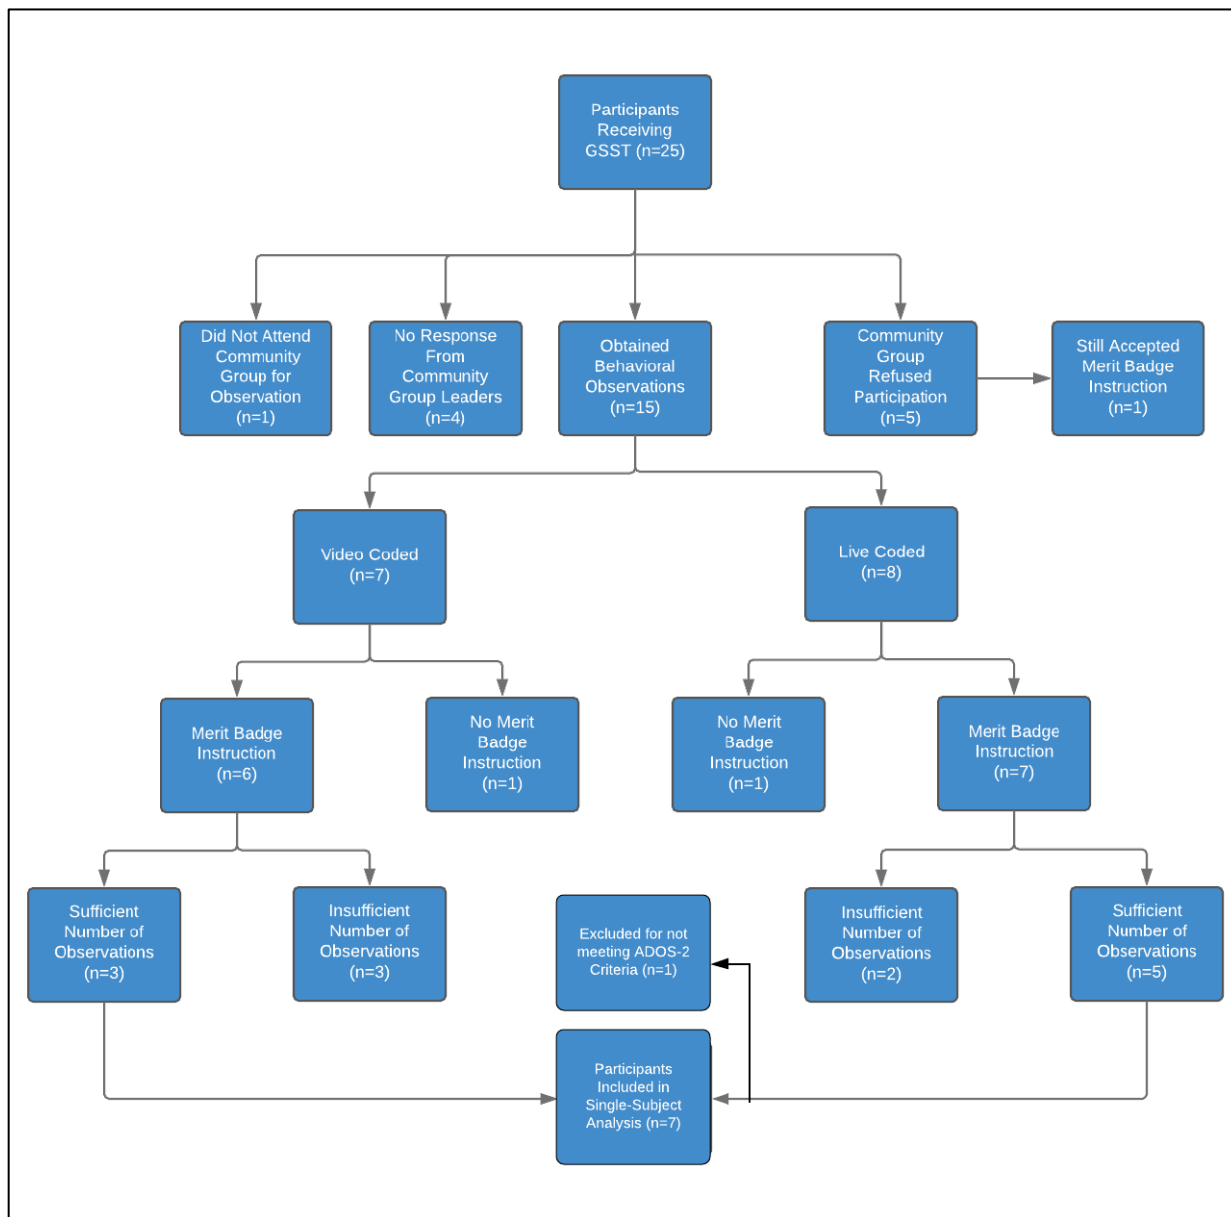 Participants
Receiving
GSST (n=25)
Did Not Attend
Community
Group for
Observation
(n=1)
No Response
From
Community
Group Leaders
(n=4)
Obtained
Behavioral
Observations
(n=15)
Community
Group
Refused
Participation
(n=5)
Still Accepted
Merit Badge
Instruction
(n=1)
Video Coded
(n=7)
Live Coded
(n=8)
Merit Badge
Instruction
(n=6)
No Merit
Badge
Instruction
(n=1)
No Merit
Badge
Instruction
(n=1)
Merit Badge
Instruction
(n=7)
Sufficient
Number of
Observations
(n=3)
Insufficient
Number of
Observations
(n=3)
Excluded for not
meeting ADOS-2
Criteria (n=1)
Insufficient
Number of
Observations
(n=2)
Sufficient
Number of
Observations
(n=5)
Participants
Included in
Single-Subject
Analysis (n=7)